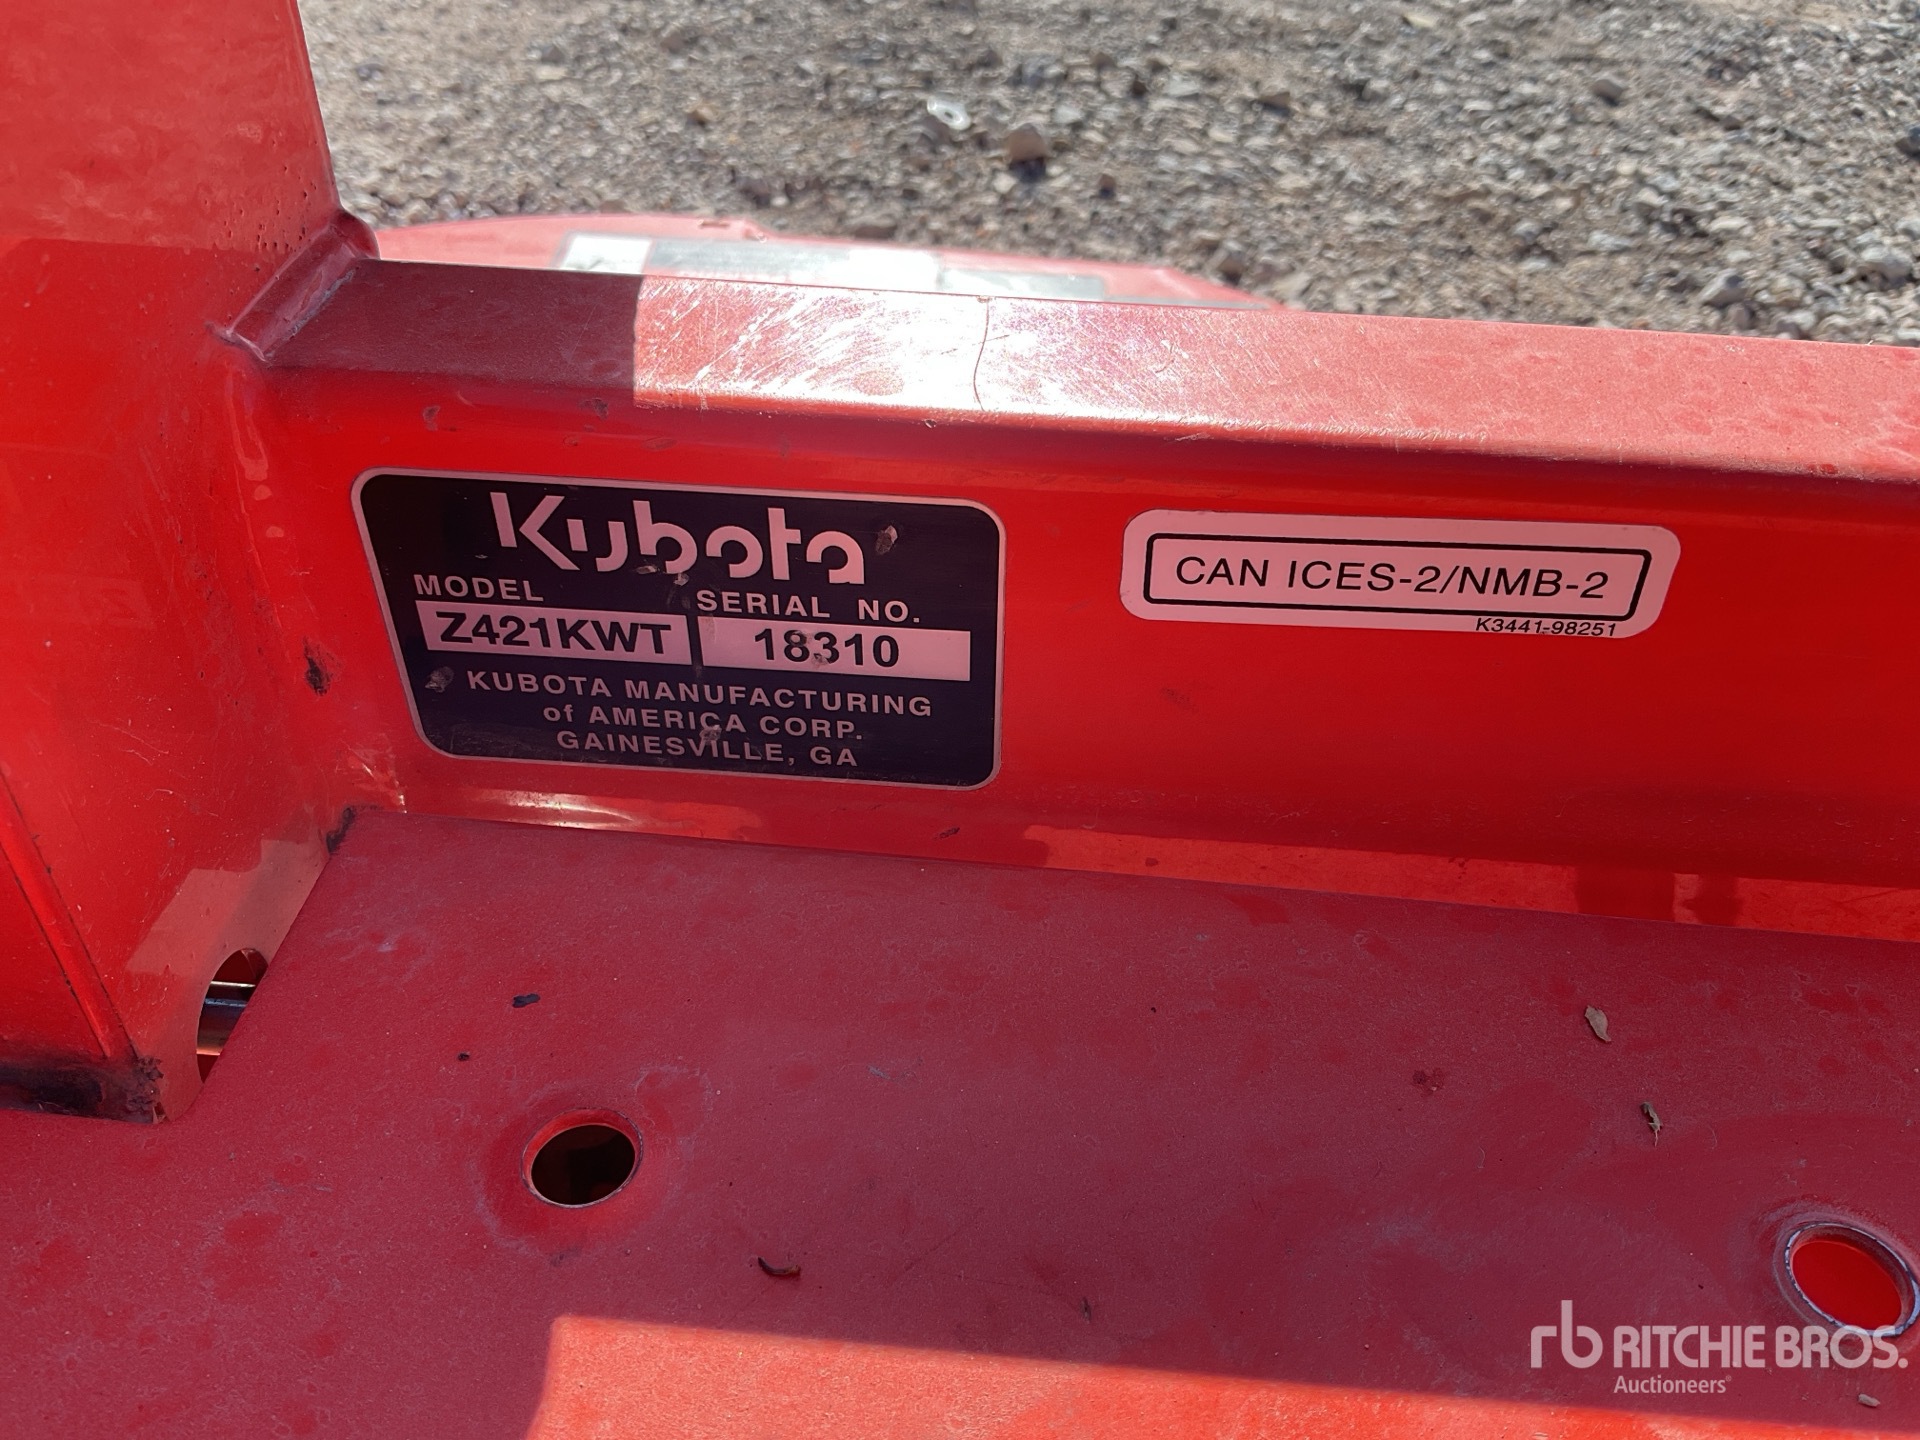 Kubota
MODEL
SERIAL NO.
Z421KWT
18310
KUBOTA MANUFACTURING
of AMERICA CORP.
GAINESVILLE, GA
CAN ICES-2/NMB-2
K3441-98251
rb RITCHIE BROS.
Auctioneers